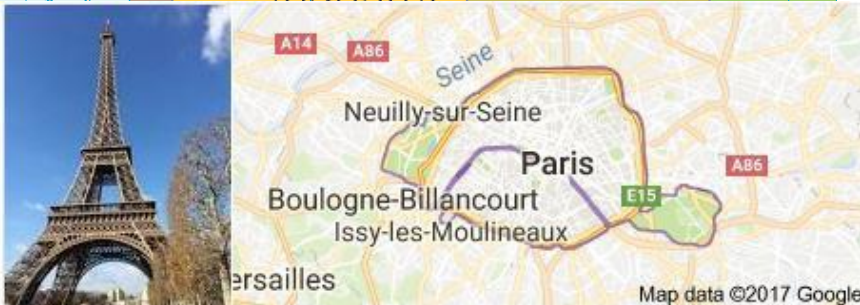 A14
A86
Seine
Neuilly-sur-Seine
Paris
A86
Boulogne-Billancourt
E15
Issy-les-Moulineaux
ersailles
Map data ©2017 Google